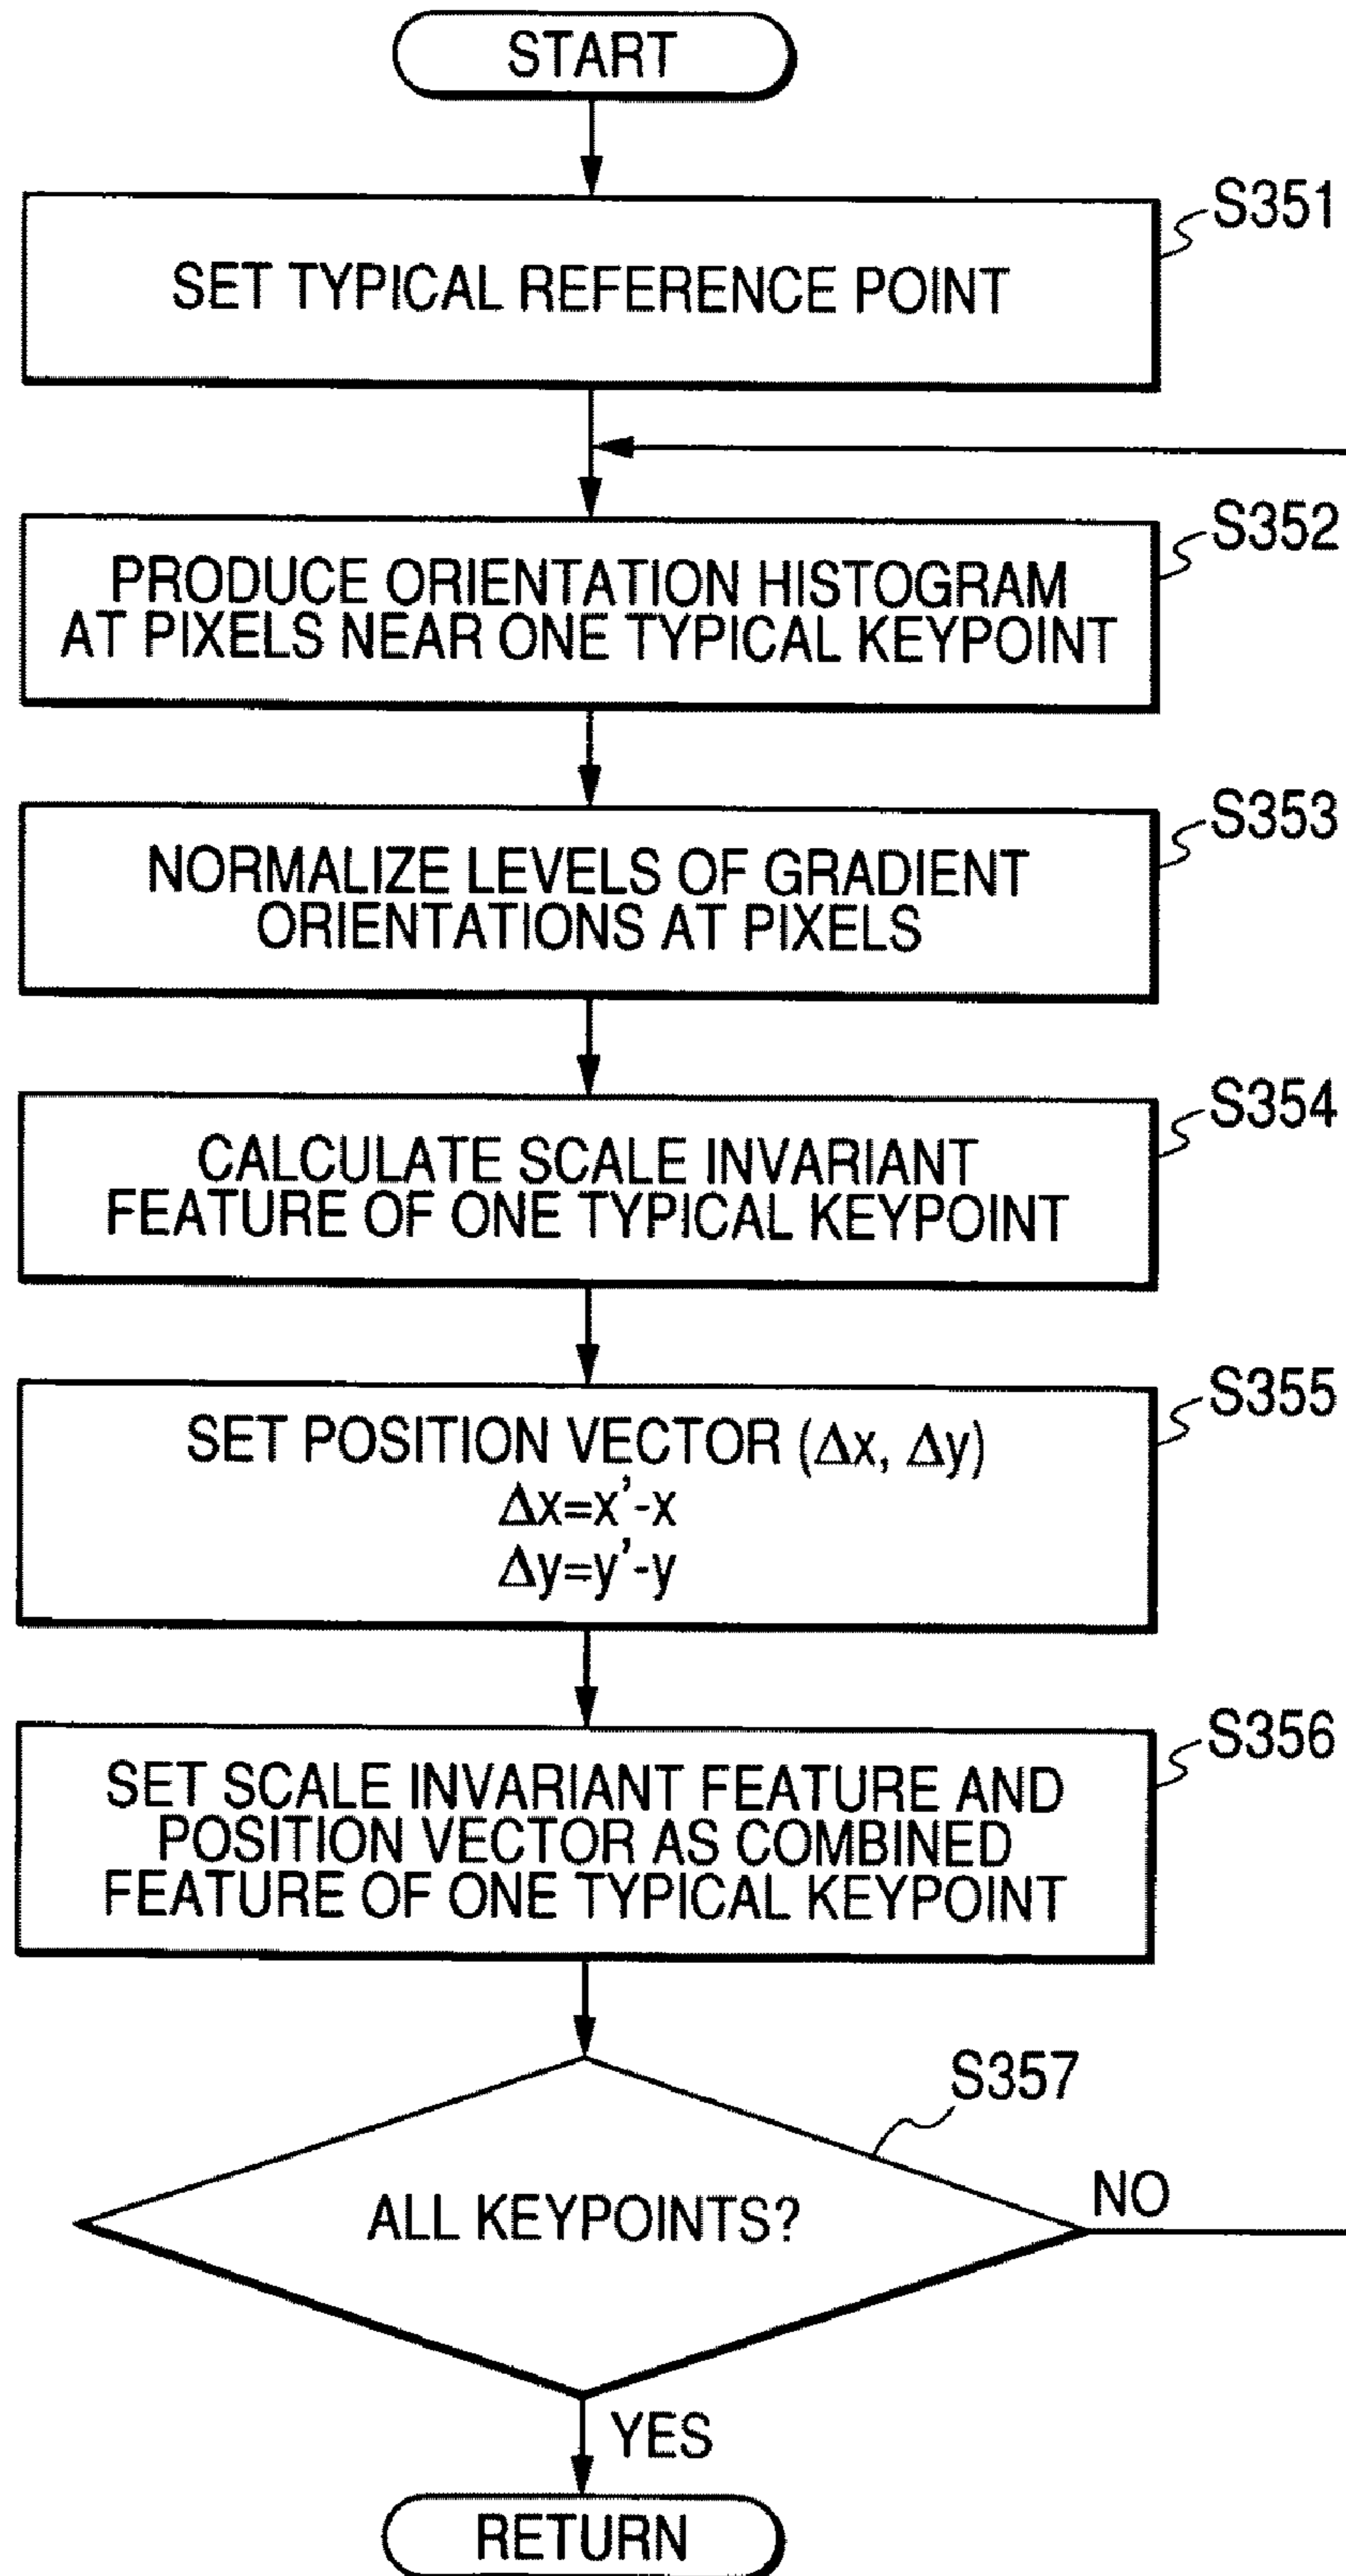 START
S351
SET TYPICAL REFERENCE POINT
S352
PRODUCE ORIENTATION HISTOGRAM
AT PIXELS NEAR ONE TYPICAL KEYPOINT
S353
NORMALIZE LEVELS OF GRADIENT
ORIENTATIONS AT PIXELS
S354
CALCULATE SCALE INVARIANT
FEATURE OF ONE TYPICAL KEYPOINT
S355
SET POSITION VECTOR (Δx, Δy)
Δx=x'-x
Δy=y'-y
S356
SET SCALE INVARIANT FEATURE AND
POSITION VECTOR AS COMBINED
FEATURE OF ONE TYPICAL KEYPOINT
S357
ALL KEYPOINTS?
NO
YES
RETURN